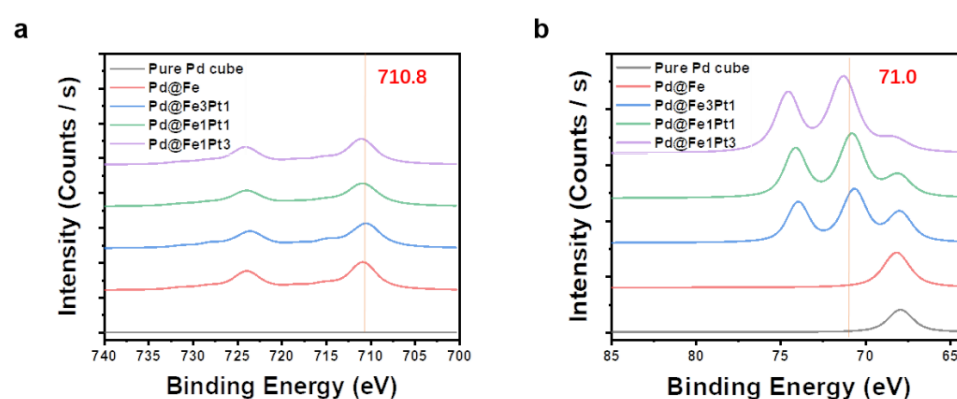 a
Intensity (Counts / s)
Pure Pd cube
Pd@Fe
Pd@Fe3Pt1
Pd@Fe1Pt1
Pd@Fe1Pt3
710.8
740 735 730 725 720 715 710 705 700
Binding Energy (eV)
b
Intensity (Counts / s)
Pure Pd cube
Pd@Fe
Pd@Fe3Pt1
Pd@Fe1Pt1
Pd@Fe1Pt3
71.0
85 80 75 70 65
Binding Energy (eV)